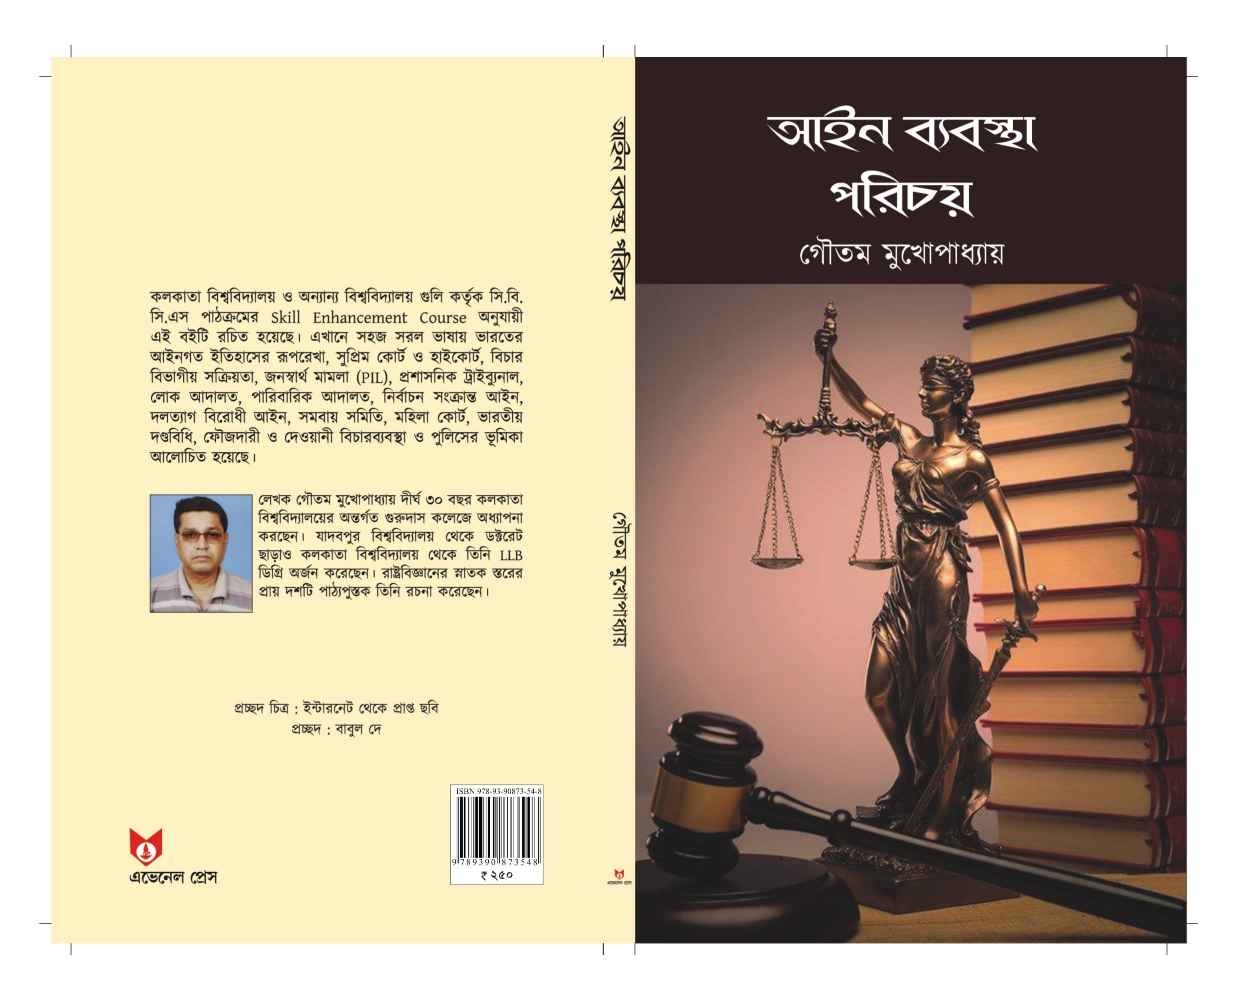 কলকাতা বিশ্ববিদ্যালয় ও অন্যান্য বিশ্ববিদ্যালয় গুলি কর্তৃক সি.বি.
সি.এস পাঠক্রমের Skill Enhancement Course অনুযায়ী
এই বইটি রচিত হয়েছে। এখানে সহজ সরল ভাষায় ভারতের
আইনগত ইতিহাসের রূপরেখা, সুপ্রিম কোর্ট ও হাইকোর্ট, বিচার
বিভাগীয় সক্রিয়তা, জনস্বার্থ মামলা (PIL), প্রশাসনিক ট্রাইব্যুনাল,
লোক আদালত, পারিবারিক আদালত, নির্বাচন সংক্রান্ত আইন,
দলত্যাগ বিরোধী আইন, সমবায় সমিতি, মহিলা কোর্ট, ভারতীয়
দণ্ডবিধি, ফৌজদারী ও দেওয়ানী বিচারব্যবস্থা ও পুলিসের ভূমিকা
আলোচিত হয়েছে।
লেখক গৌতম মুখোপাধ্যায় দীর্ঘ ৩০ বছর কলকাতা
বিশ্ববিদ্যালয়ের অন্তর্গত গুরুদাস কলেজে অধ্যাপনা
করছেন। যাদবপুর বিশ্ববিদ্যালয় থেকে ডক্টরেট
ছাড়াও কলকাতা বিশ্ববিদ্যালয় থেকে তিনি LLB
ডিগ্রি অর্জন করেছেন। রাষ্ট্রবিজ্ঞানের স্নাতক স্তরের
প্রায় দশটি পাঠ্যপুস্তক তিনি রচনা করেছেন।
প্রচ্ছদ চিত্র : ইন্টারনেট থেকে প্রাপ্ত ছবি
প্রচ্ছদ : বাবুল দে
এভেনেল প্রেস
ISBN 978-93-90873-54-8
9 789390 873548
₹ ২৫০
আইন ব্যবস্থা পরিচয়
গৌতম মুখোপাধ্যায়
এভেনেল প্রেস
আইন ব্যবস্থা
পরিচয়
গৌতম মুখোপাধ্যায়